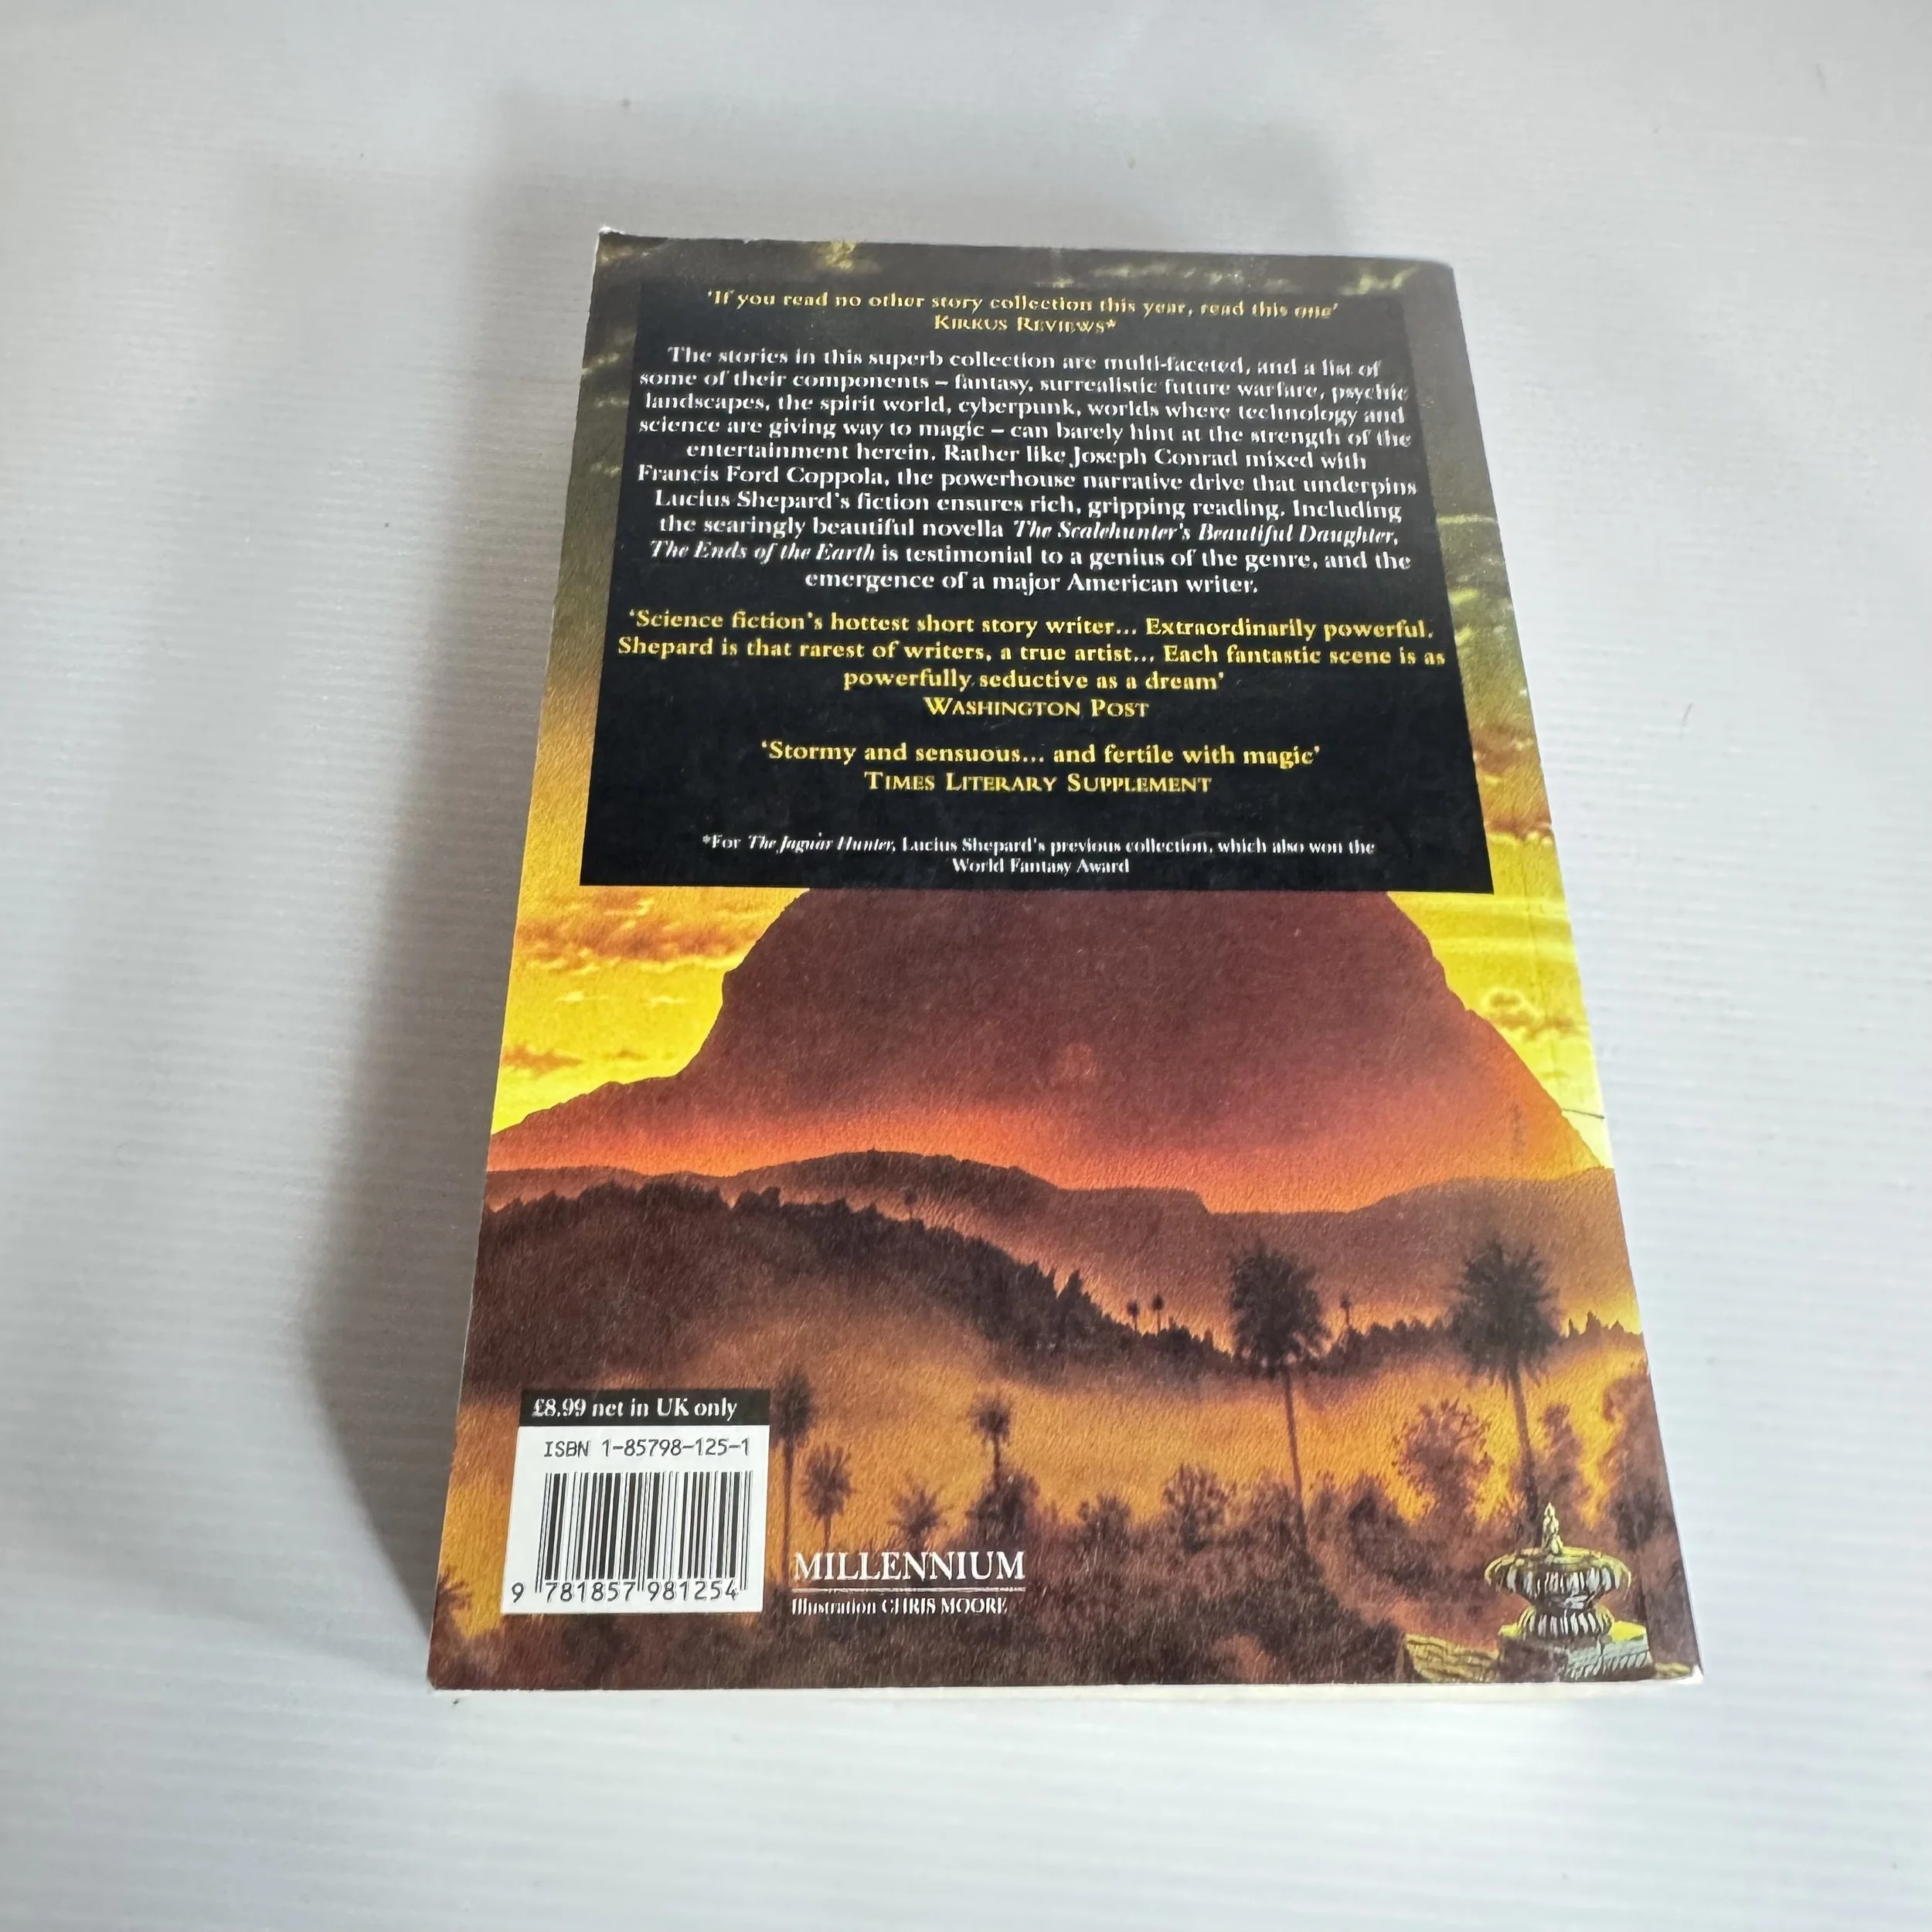 ‘If you read no other story collection this year, read this one’
KIRKUS REVIEWS*
The stories in this superb collection are multi-faceted, and a list of
some of their components – fantasy, surrealistic future warfare, psychic
landscapes, the spirit world, cyberpunk, worlds where technology and
science are giving way to magic – can barely hint at the strength of the
entertainment herein. Rather like Joseph Conrad mixed with
Francis Ford Coppola, the powerhouse narrative drive that underpins
Lucius Shepard's fiction ensures rich, gripping reading. Including
the searingly beautiful novella The Scalehunter's Beautiful Daughter,
The Ends of the Earth is testimonial to a genius of the genre, and the
emergence of a major American writer.
‘Science fiction's hottest short story writer... Extraordinarily powerful.
Shepard is that rarest of writers, a true artist... Each fantastic scene is as
powerfully seductive as a dream’
WASHINGTON POST
‘Stormy and sensuous... and fertile with magic’
TIMES LITERARY SUPPLEMENT
*For The Jaguar Hunter, Lucius Shepard's previous collection, which also won the
World Fantasy Award
£8.99 net in UK only
ISBN 1-85798-125-1
9 781857 981254
MILLENNIUM
Illustration CHRIS MOORE